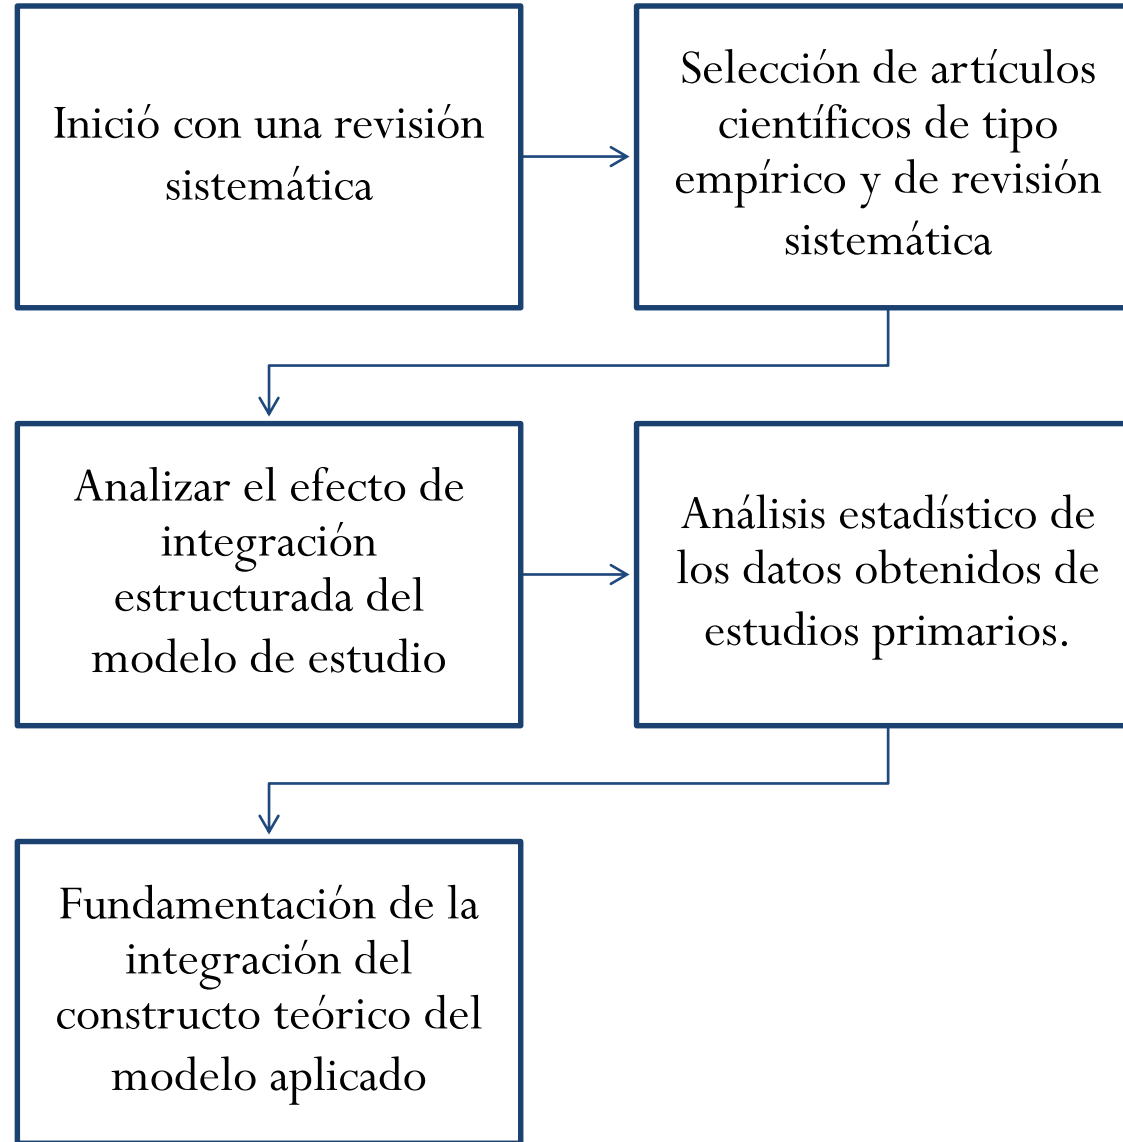 Inició con una revisión
sistemática
Selección de artículos
científicos de tipo
empírico y de revisión
sistemática
Analizar el efecto de
integración
estructurada del
modelo de estudio
Análisis estadístico de
los datos obtenidos de
estudios primarios.
Fundamentación de la
integración del
constructo teórico del
modelo aplicado